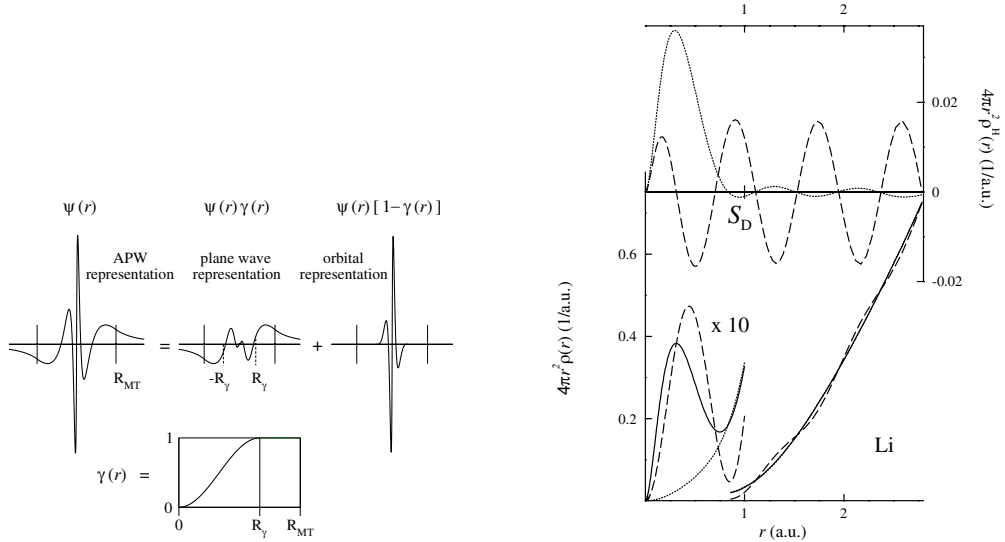 ψ(r)
ψ(r)γ(r)
ψ(r)[1−γ(r)]
APW
representation
plane wave
representation
orbital
representation
=
+
R_MT
-R_γ
R_γ
γ(r) =
1
0
0
R_γ
R_MT
1
2
0.02
0
-0.02
4πr²ρ^H(r) (1/a.u.)
S_D
0.6
0.4
0.2
4πr²ρ(r) (1/a.u.)
x 10
Li
1
2
r (a.u.)